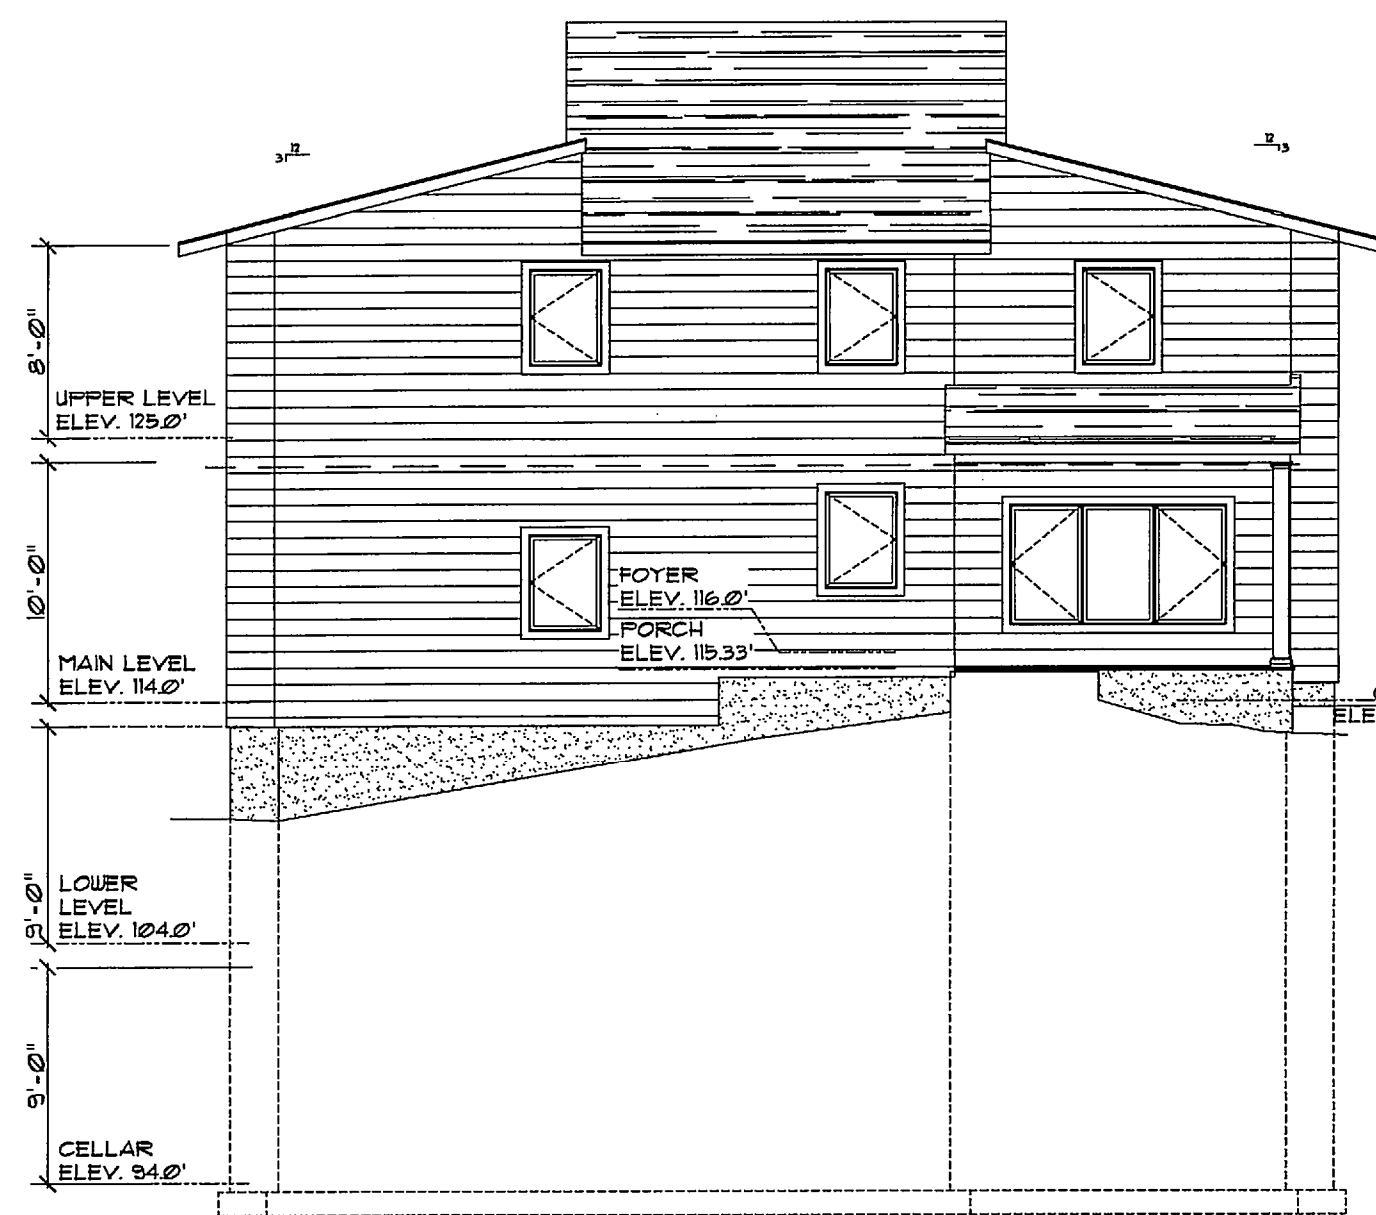 12
3
12
3
8'-0"
UPPER LEVEL
ELEV. 125.0'
10'-0"
FOYER
ELEV. 116.0'
PORCH
ELEV. 115.33'
MAIN LEVEL
ELEV. 114.0'
ELE
9'-0"
LOWER
LEVEL
ELEV. 104.0'
9'-0"
CELLAR
ELEV. 94.0'